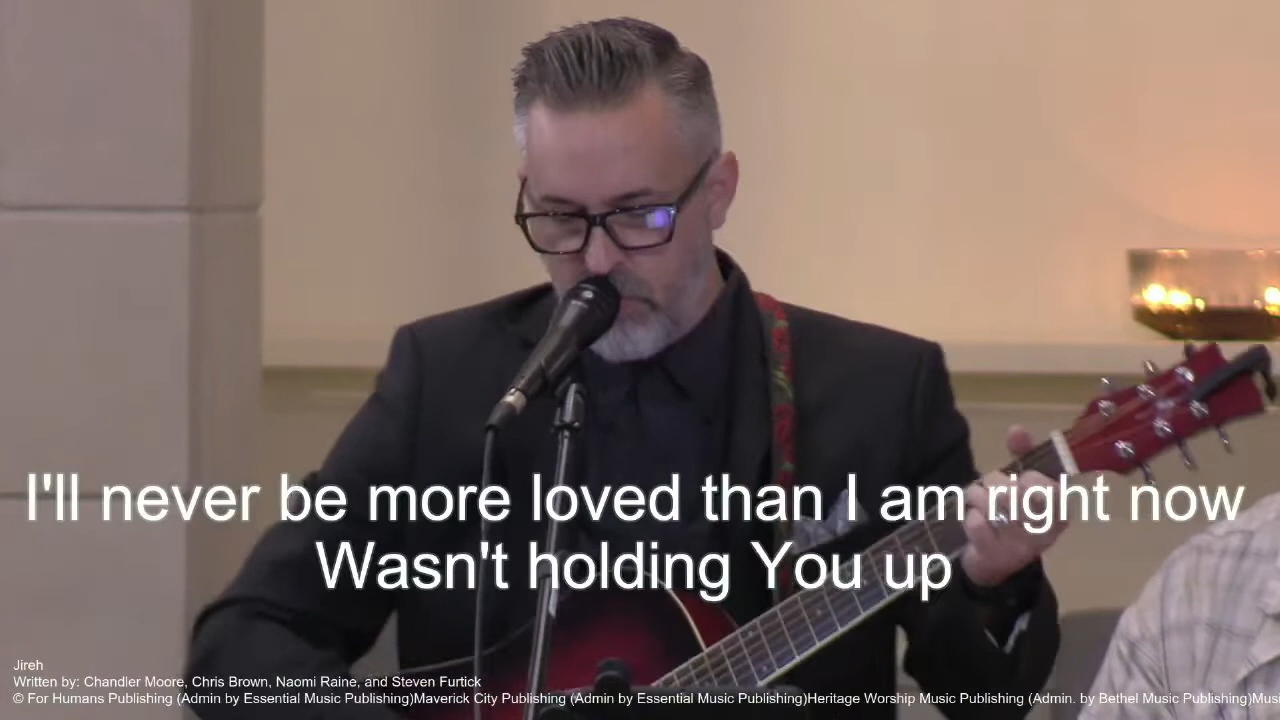 I'll never be more loved than I am right now
Wasn't holding You up
Jireh
Written by: Chandler Moore, Chris Brown, Naomi Raine, and Steven Furtick
© For Humans Publishing (Admin by Essential Music Publishing)Maverick City Publishing (Admin by Essential Music Publishing)Heritage Worship Music Publishing (Admin. by Bethel Music Publishing)Mus